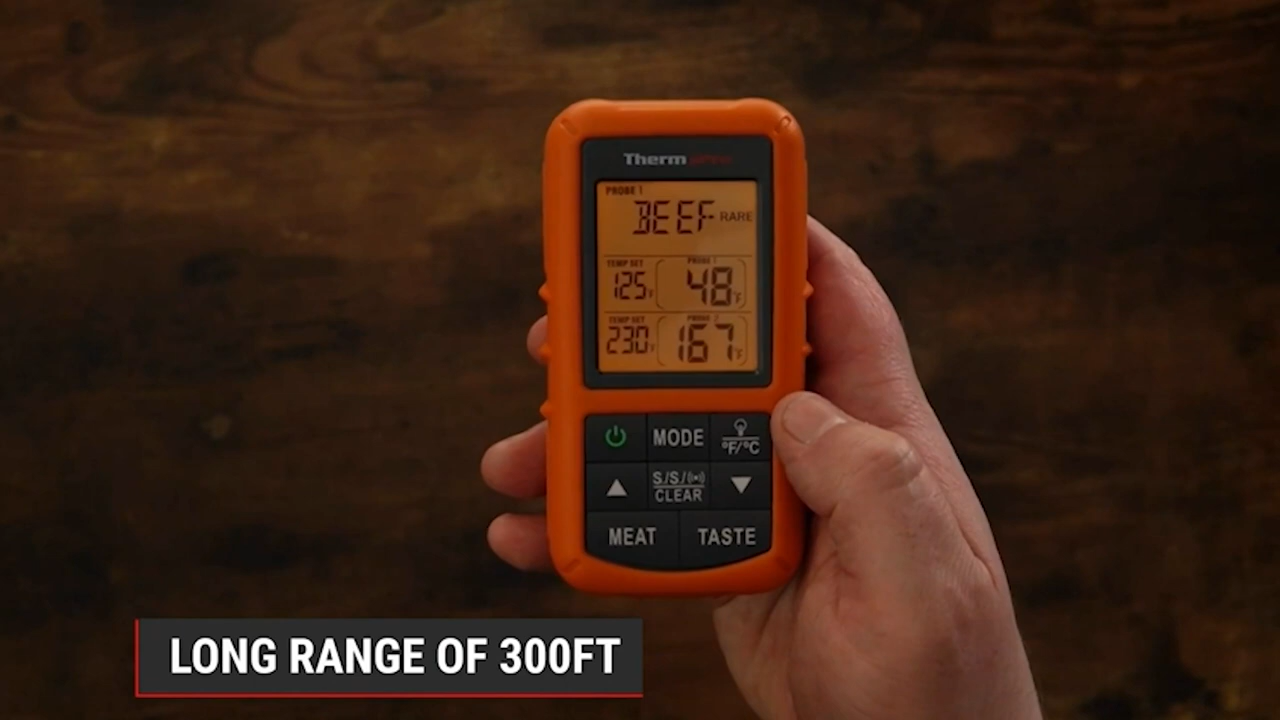 ThermoPro
PROBE 1
BEEF RARE
TEMP SET
PROBE 1
125°F
48°F
TEMP SET
PROBE 2
230°F
167°F
MODE
°F/°C
S./S./
CLEAR
MEAT
TASTE
LONG RANGE OF 300FT